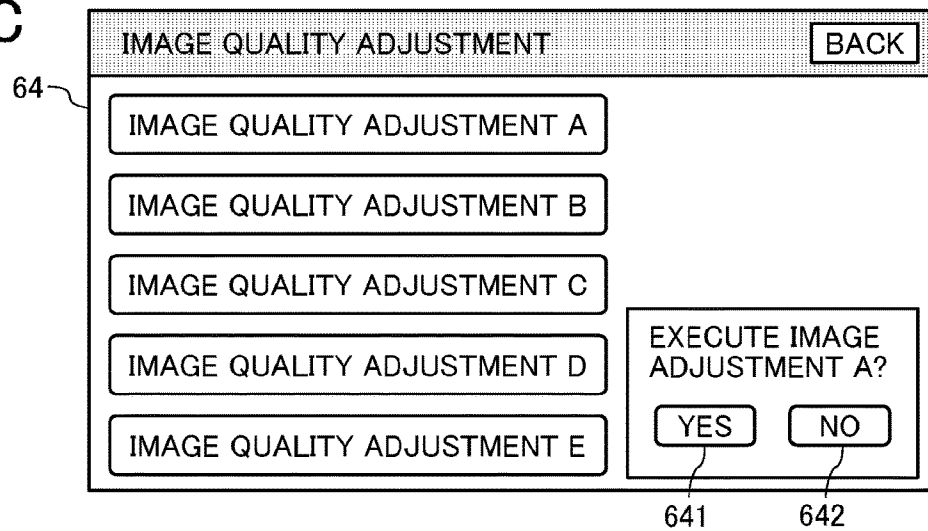 C
IMAGE QUALITY ADJUSTMENT
BACK
64
IMAGE QUALITY ADJUSTMENT A
IMAGE QUALITY ADJUSTMENT B
IMAGE QUALITY ADJUSTMENT C
IMAGE QUALITY ADJUSTMENT D
IMAGE QUALITY ADJUSTMENT E
EXECUTE IMAGE
ADJUSTMENT A?
YES
NO
641
642